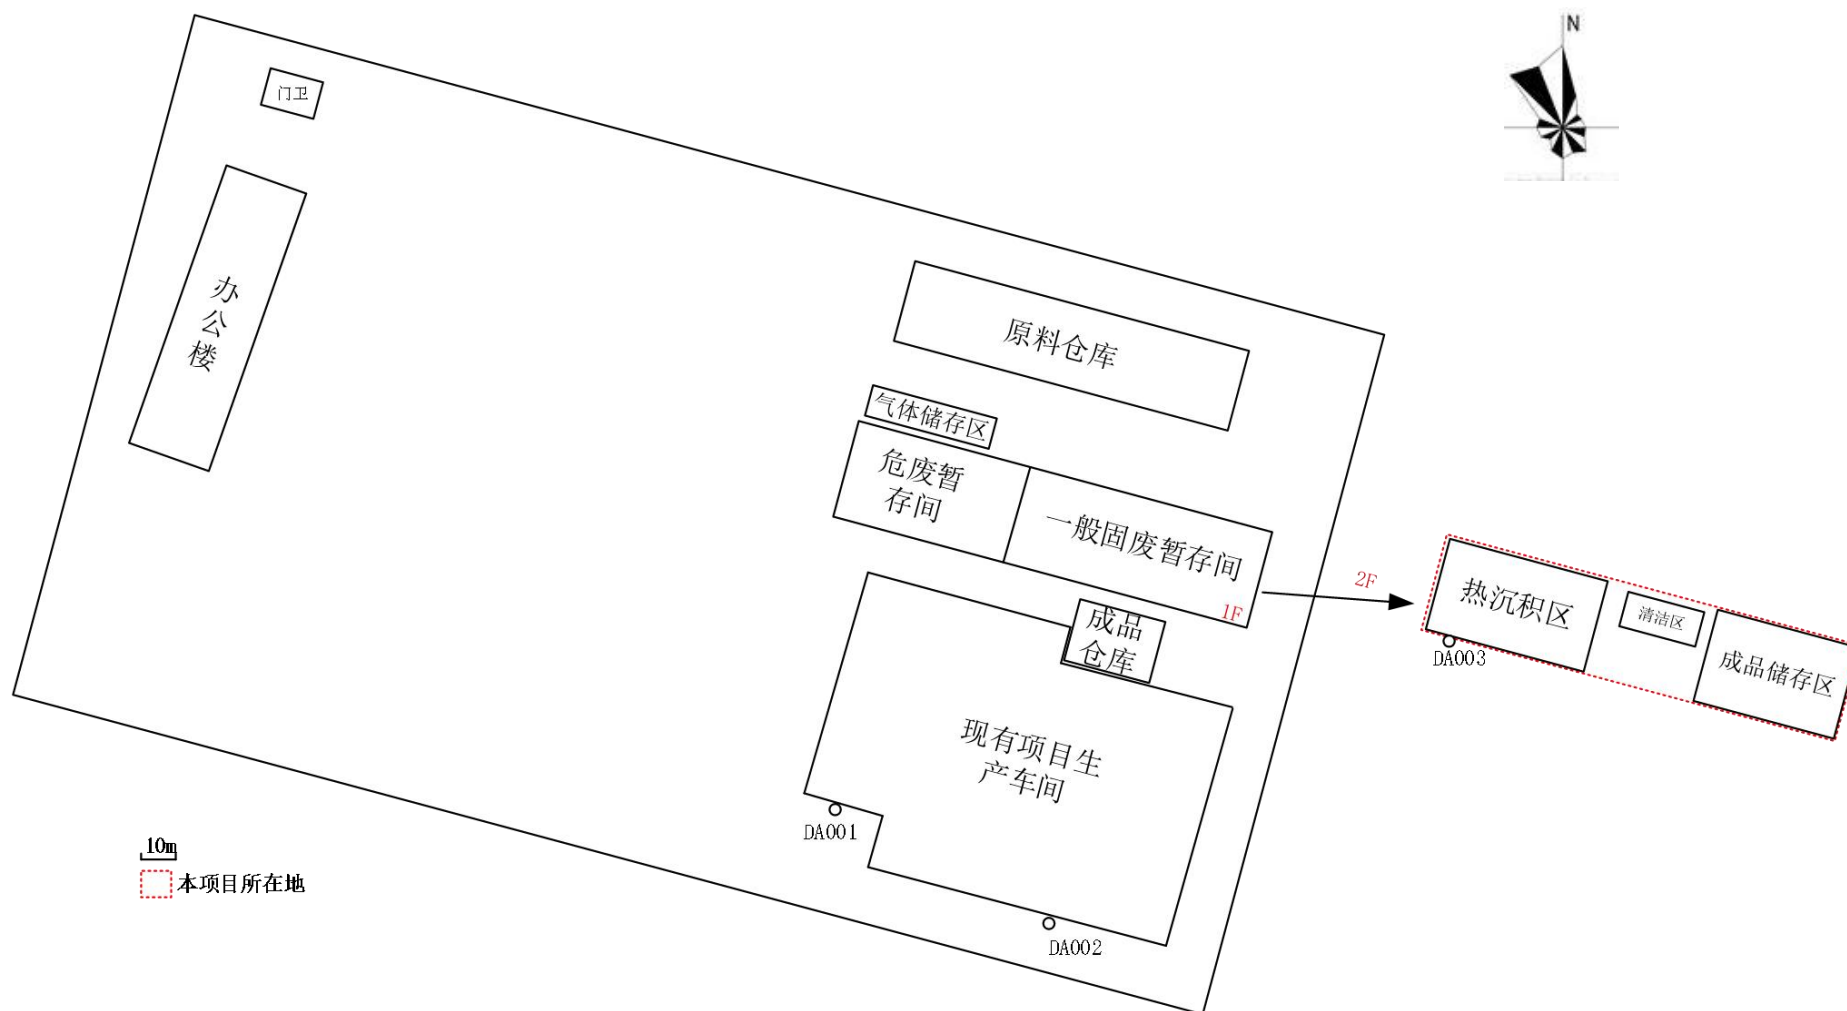 N
门卫
办
公
楼
原料仓库
气体储存区
危废暂
存间
一般固废暂存间
1F
2F
成品
仓库
热沉积区
清洁区
成品储存区
DA003
现有项目生
产车间
DA001
DA002
10m
本项目所在地